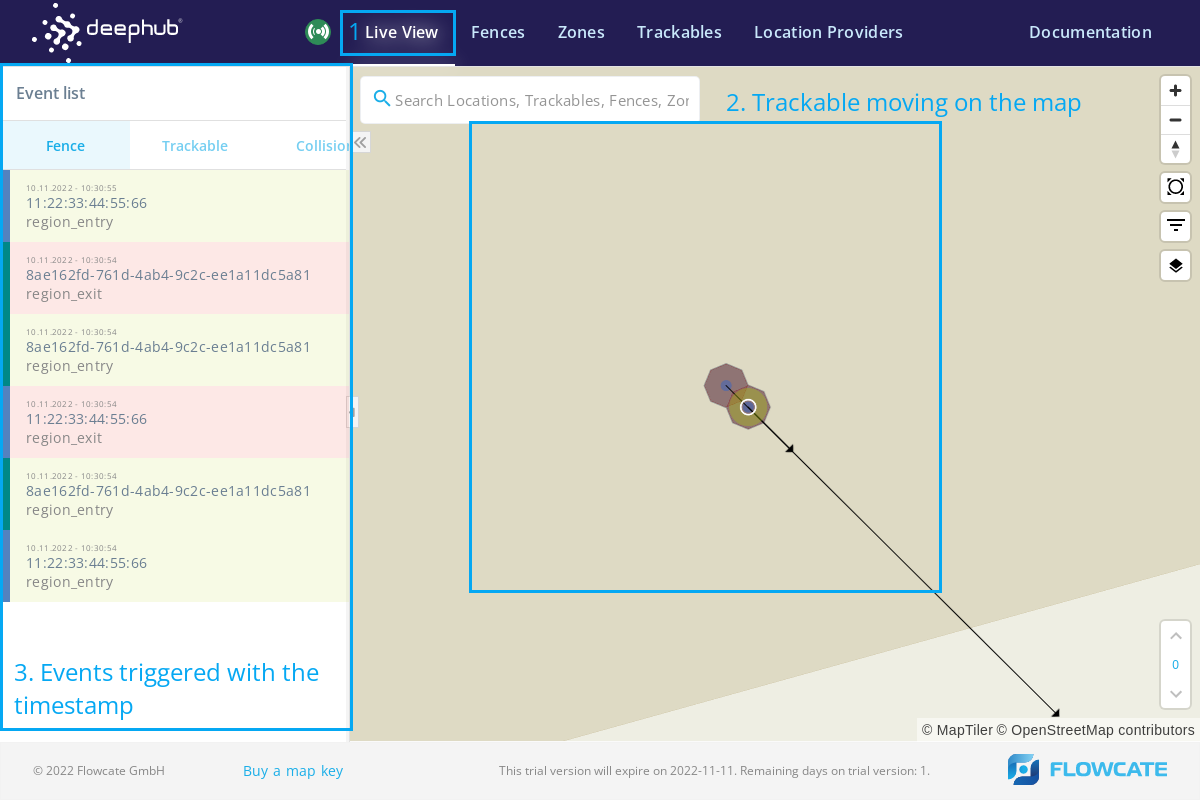 deephub
1 Live View
Fences
Zones
Trackables
Location Providers
Documentation
Event list
Fence
Trackable
Collision
10.11.2022 - 10:30:55
11:22:33:44:55:66
region_entry
10.11.2022 - 10:30:54
8ae162fd-761d-4ab4-9c2c-ee1a11dc5a81
region_exit
10.11.2022 - 10:30:54
8ae162fd-761d-4ab4-9c2c-ee1a11dc5a81
region_entry
10.11.2022 - 10:30:54
11:22:33:44:55:66
region_exit
10.11.2022 - 10:30:54
8ae162fd-761d-4ab4-9c2c-ee1a11dc5a81
region_entry
10.11.2022 - 10:30:54
11:22:33:44:55:66
region_entry
3. Events triggered with the
timestamp
Search Locations, Trackables, Fences, Zor
2. Trackable moving on the map
0
© MapTiler © OpenStreetMap contributors
© 2022 Flowcate GmbH
Buy a map key
This trial version will expire on 2022-11-11. Remaining days on trial version: 1.
FLOWCATE